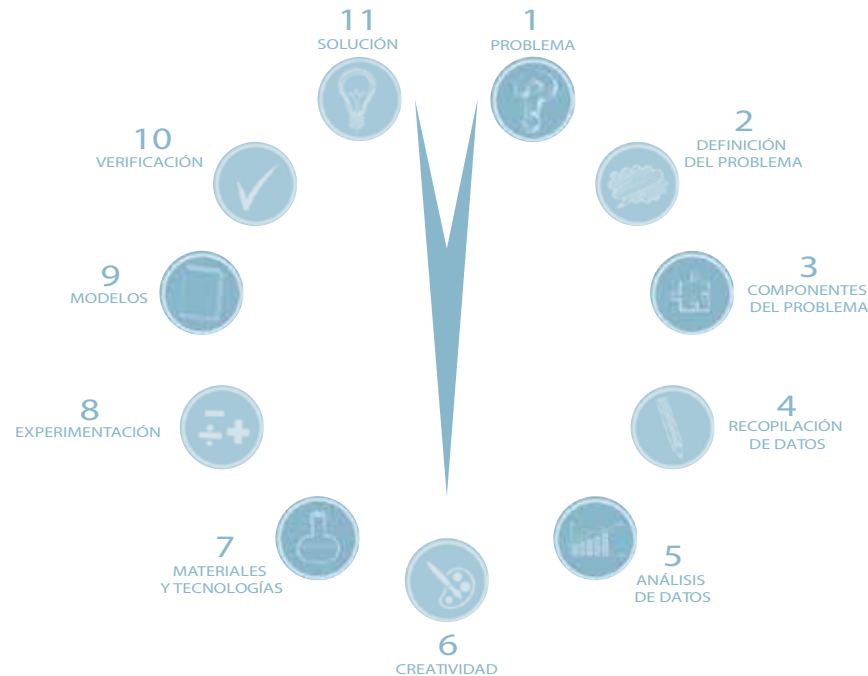 1
PROBLEMA
2
DEFINICIÓN
DEL PROBLEMA
3
COMPONENTES
DEL PROBLEMA
4
RECOPILACIÓN
DE DATOS
5
ANÁLISIS
DE DATOS
6
CREATIVIDAD
7
MATERIALES
Y TECNOLOGÍAS
8
EXPERIMENTACIÓN
9
MODELOS
10
VERIFICACIÓN
11
SOLUCIÓN